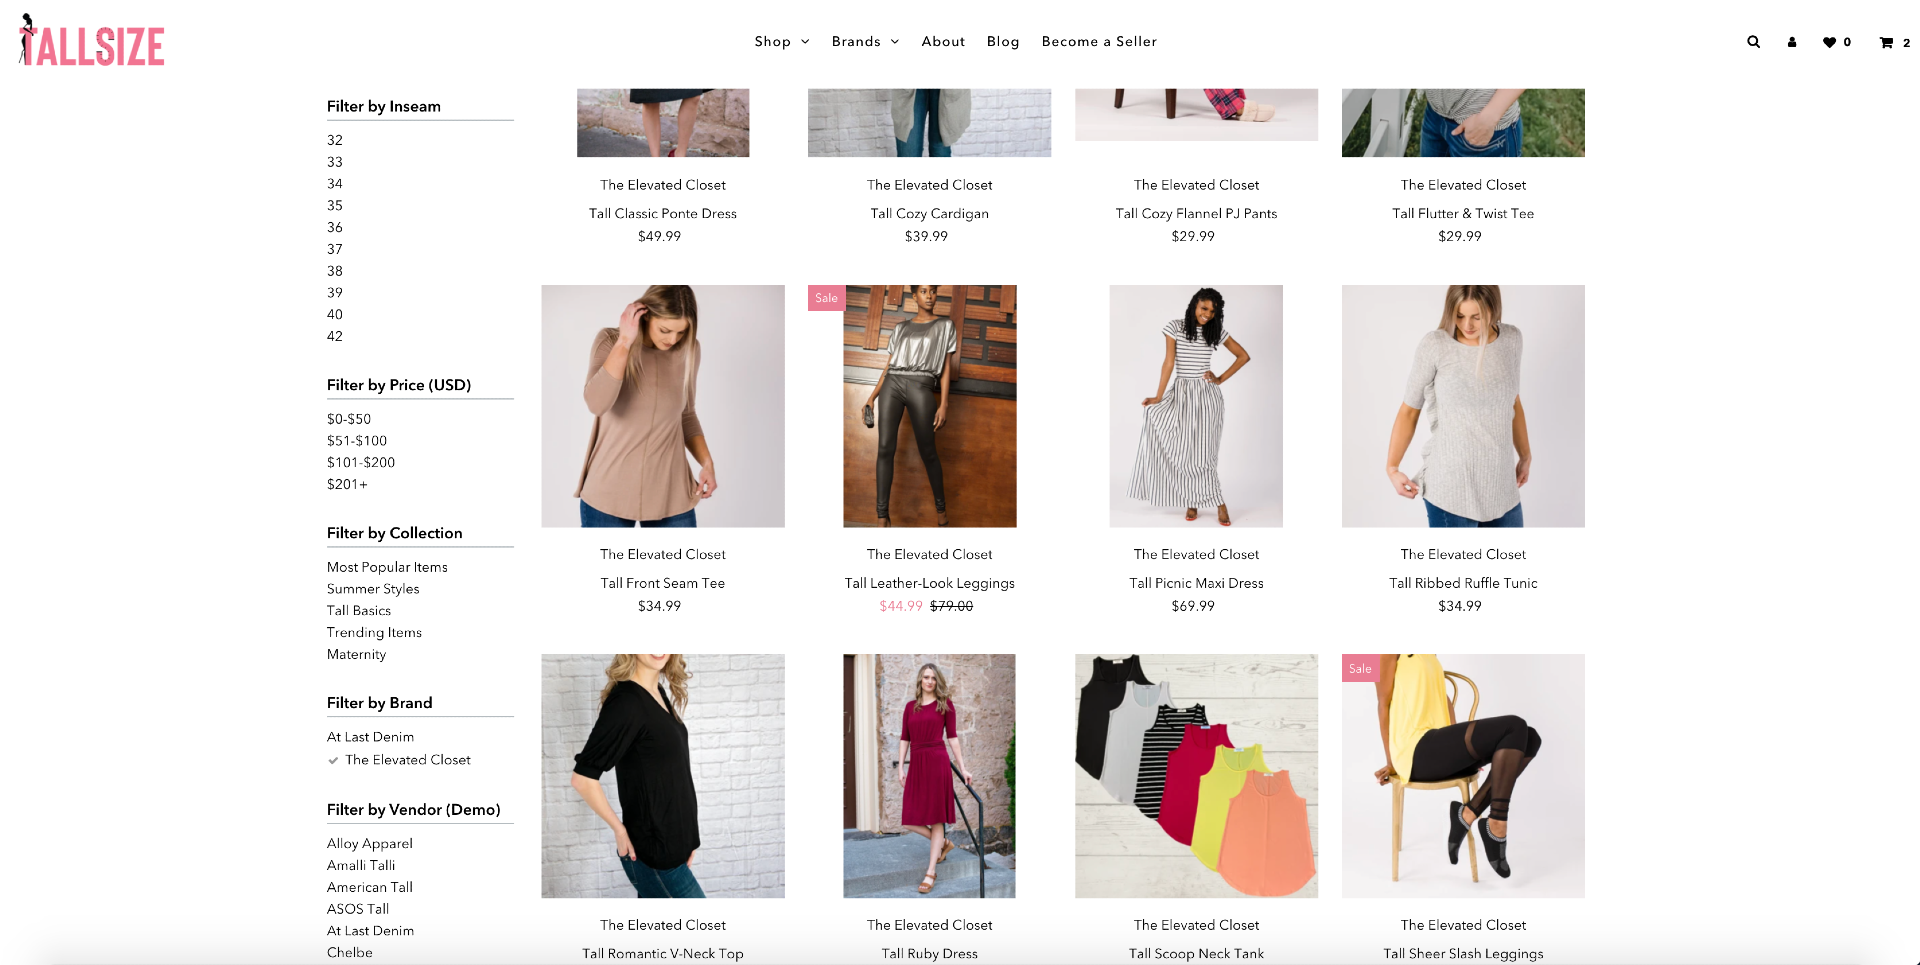 TALLSIZE
Shop Brands About Blog Become a Seller
0 2
Filter by Inseam
32
33
34
35
36
37
38
39
40
42
Filter by Price (USD)
$0-$50
$51-$100
$101-$200
$201+
Filter by Collection
Most Popular Items
Summer Styles
Tall Basics
Trending Items
Maternity
Filter by Brand
At Last Denim
The Elevated Closet
Filter by Vendor (Demo)
Alloy Apparel
Amalli Talli
American Tall
ASOS Tall
At Last Denim
Chelbe
The Elevated Closet
Tall Classic Ponte Dress
$49.99
The Elevated Closet
Tall Cozy Cardigan
$39.99
The Elevated Closet
Tall Cozy Flannel PJ Pants
$29.99
The Elevated Closet
Tall Flutter & Twist Tee
$29.99
The Elevated Closet
Tall Front Seam Tee
$34.99
Sale
The Elevated Closet
Tall Leather-Look Leggings
$44.99 $79.00
The Elevated Closet
Tall Picnic Maxi Dress
$69.99
The Elevated Closet
Tall Ribbed Ruffle Tunic
$34.99
The Elevated Closet
Tall Romantic V-Neck Top
The Elevated Closet
Tall Ruby Dress
The Elevated Closet
Tall Scoop Neck Tank
Sale
The Elevated Closet
Tall Sheer Slash Leggings